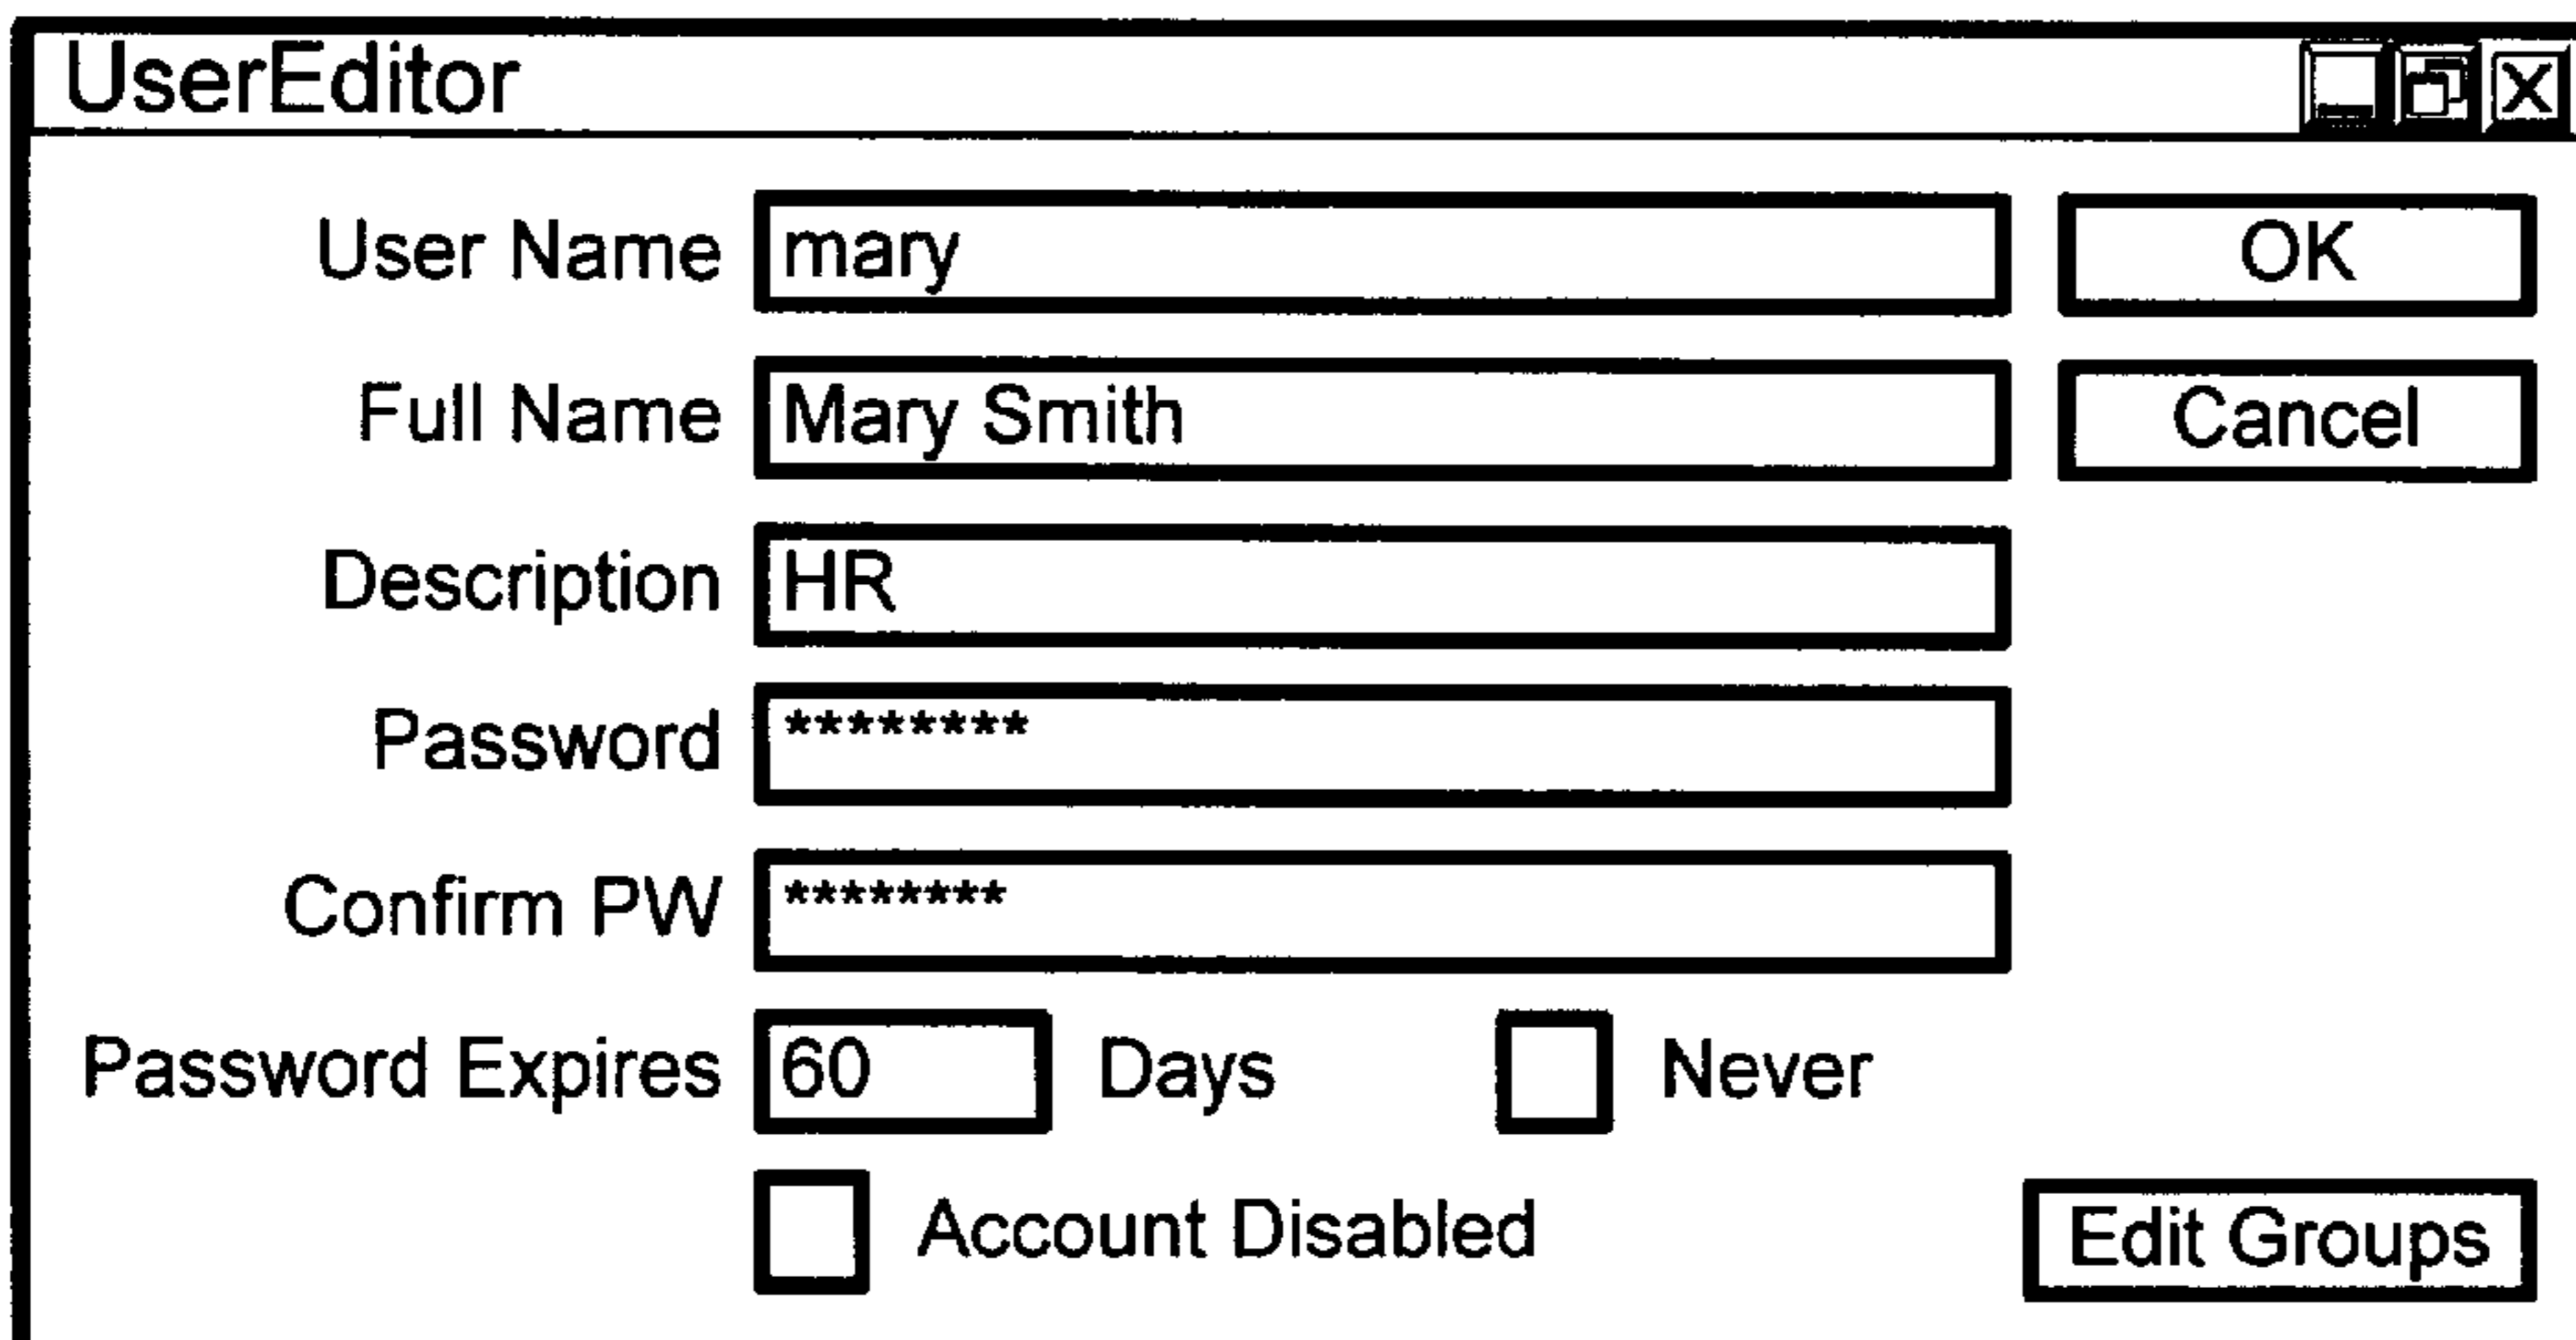 UserEditor
User Name mary OK
Full Name Mary Smith Cancel
Description HR
Password ********
Confirm PW ********
Password Expires 60 Days Never
Account Disabled Edit Groups